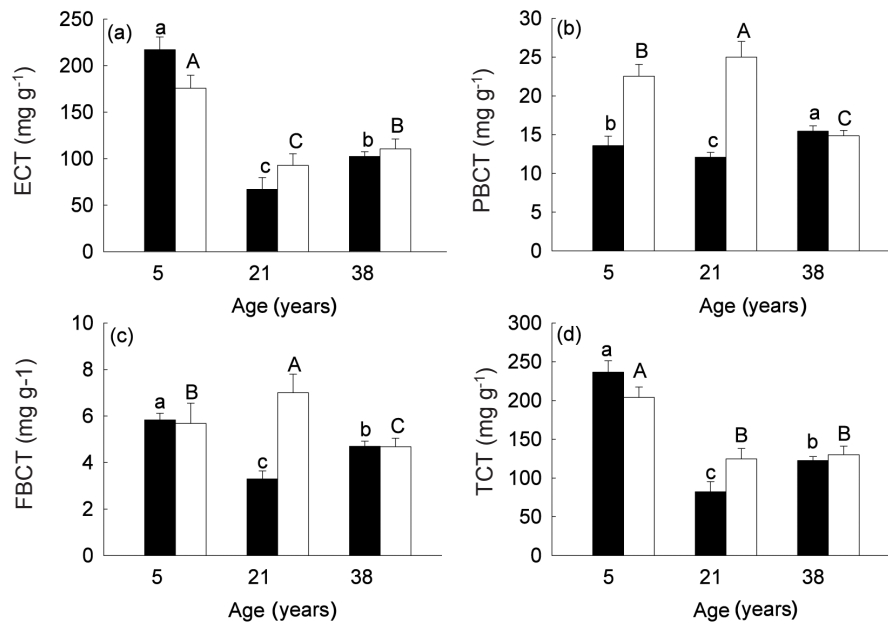 (a)
ECT (mg g⁻¹)
250
200
150
100
50
0
a
A
c
C
b
B
5 21 38
Age (years)
(b)
PBCT (mg g⁻¹)
30
25
20
15
10
5
0
b
B
c
A
a
C
5 21 38
Age (years)
(c)
FBCT (mg g-1)
10
8
6
4
2
0
a
B
c
A
b
C
5 21 38
Age (years)
(d)
TCT (mg g⁻¹)
300
250
200
150
100
50
0
a
A
c
B
b
B
5 21 38
Age (years)